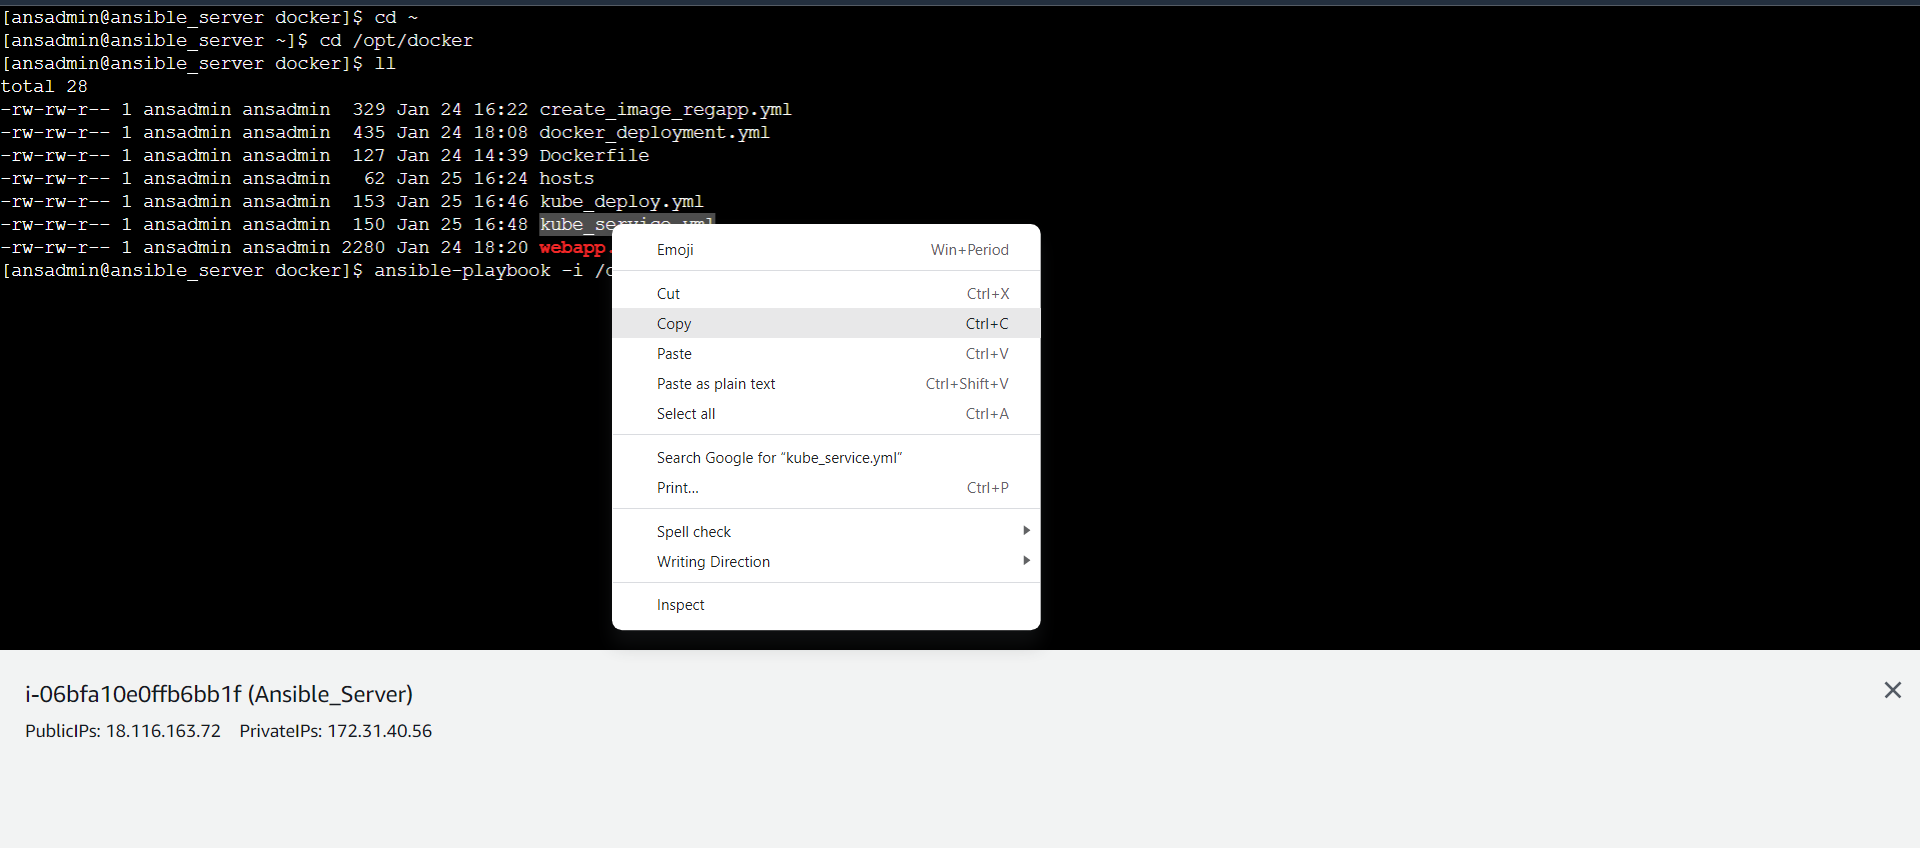 [ansadmin@ansible_server docker]$ cd ~
[ansadmin@ansible_server ~]$ cd /opt/docker
[ansadmin@ansible_server docker]$ ll
total 28
-rw-rw-r-- 1 ansadmin ansadmin  329 Jan 24 16:22 create_image_regapp.yml
-rw-rw-r-- 1 ansadmin ansadmin  435 Jan 24 18:08 docker_deployment.yml
-rw-rw-r-- 1 ansadmin ansadmin  127 Jan 24 14:39 Dockerfile
-rw-rw-r-- 1 ansadmin ansadmin   62 Jan 25 16:24 hosts
-rw-rw-r-- 1 ansadmin ansadmin  153 Jan 25 16:46 kube_deploy.yml
-rw-rw-r-- 1 ansadmin ansadmin  150 Jan 25 16:48 kube_service.yml
-rw-rw-r-- 1 ansadmin ansadmin 2280 Jan 24 18:20 webapp.
[ansadmin@ansible_server docker]$ ansible-playbook -i /
Emoji Win+Period
Cut Ctrl+X
Copy Ctrl+C
Paste Ctrl+V
Paste as plain text Ctrl+Shift+V
Select all Ctrl+A
Search Google for “kube_service.yml”
Print... Ctrl+P
Spell check
Writing Direction
Inspect
i-06bfa10e0ffb6bb1f (Ansible_Server)
PublicIPs: 18.116.163.72 PrivateIPs: 172.31.40.56